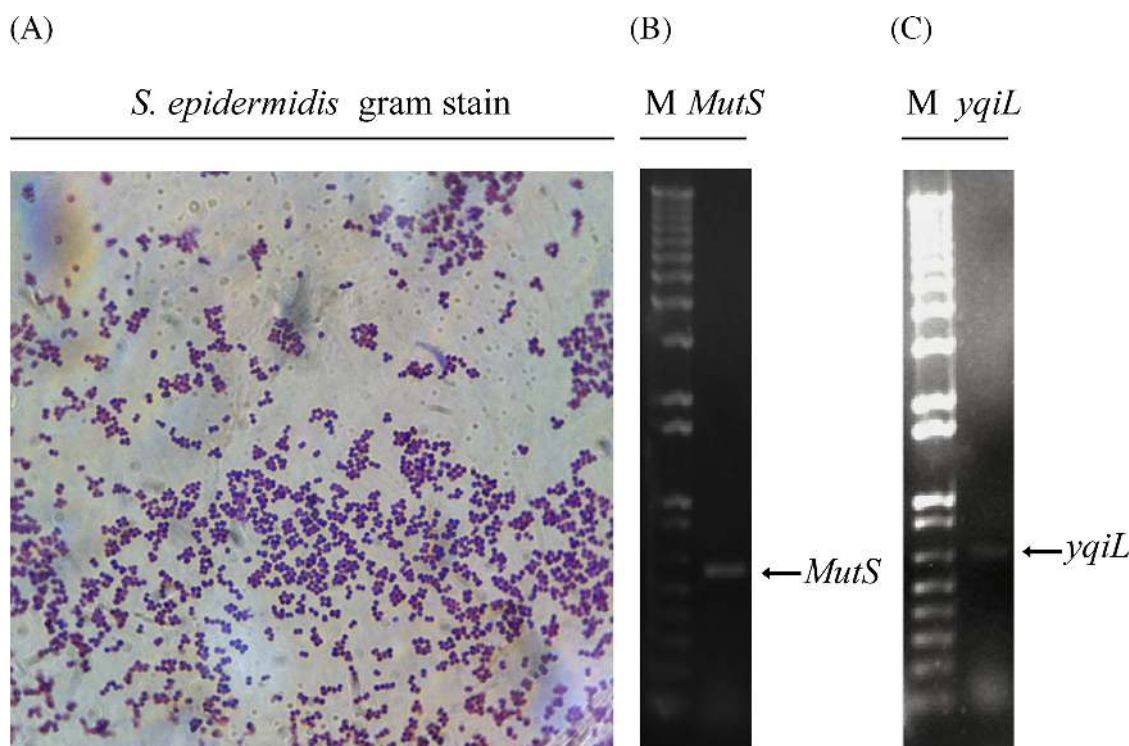 (A)
S. epidermidis gram stain
(B)
M MutS
MutS
(C)
M yqiL
yqiL